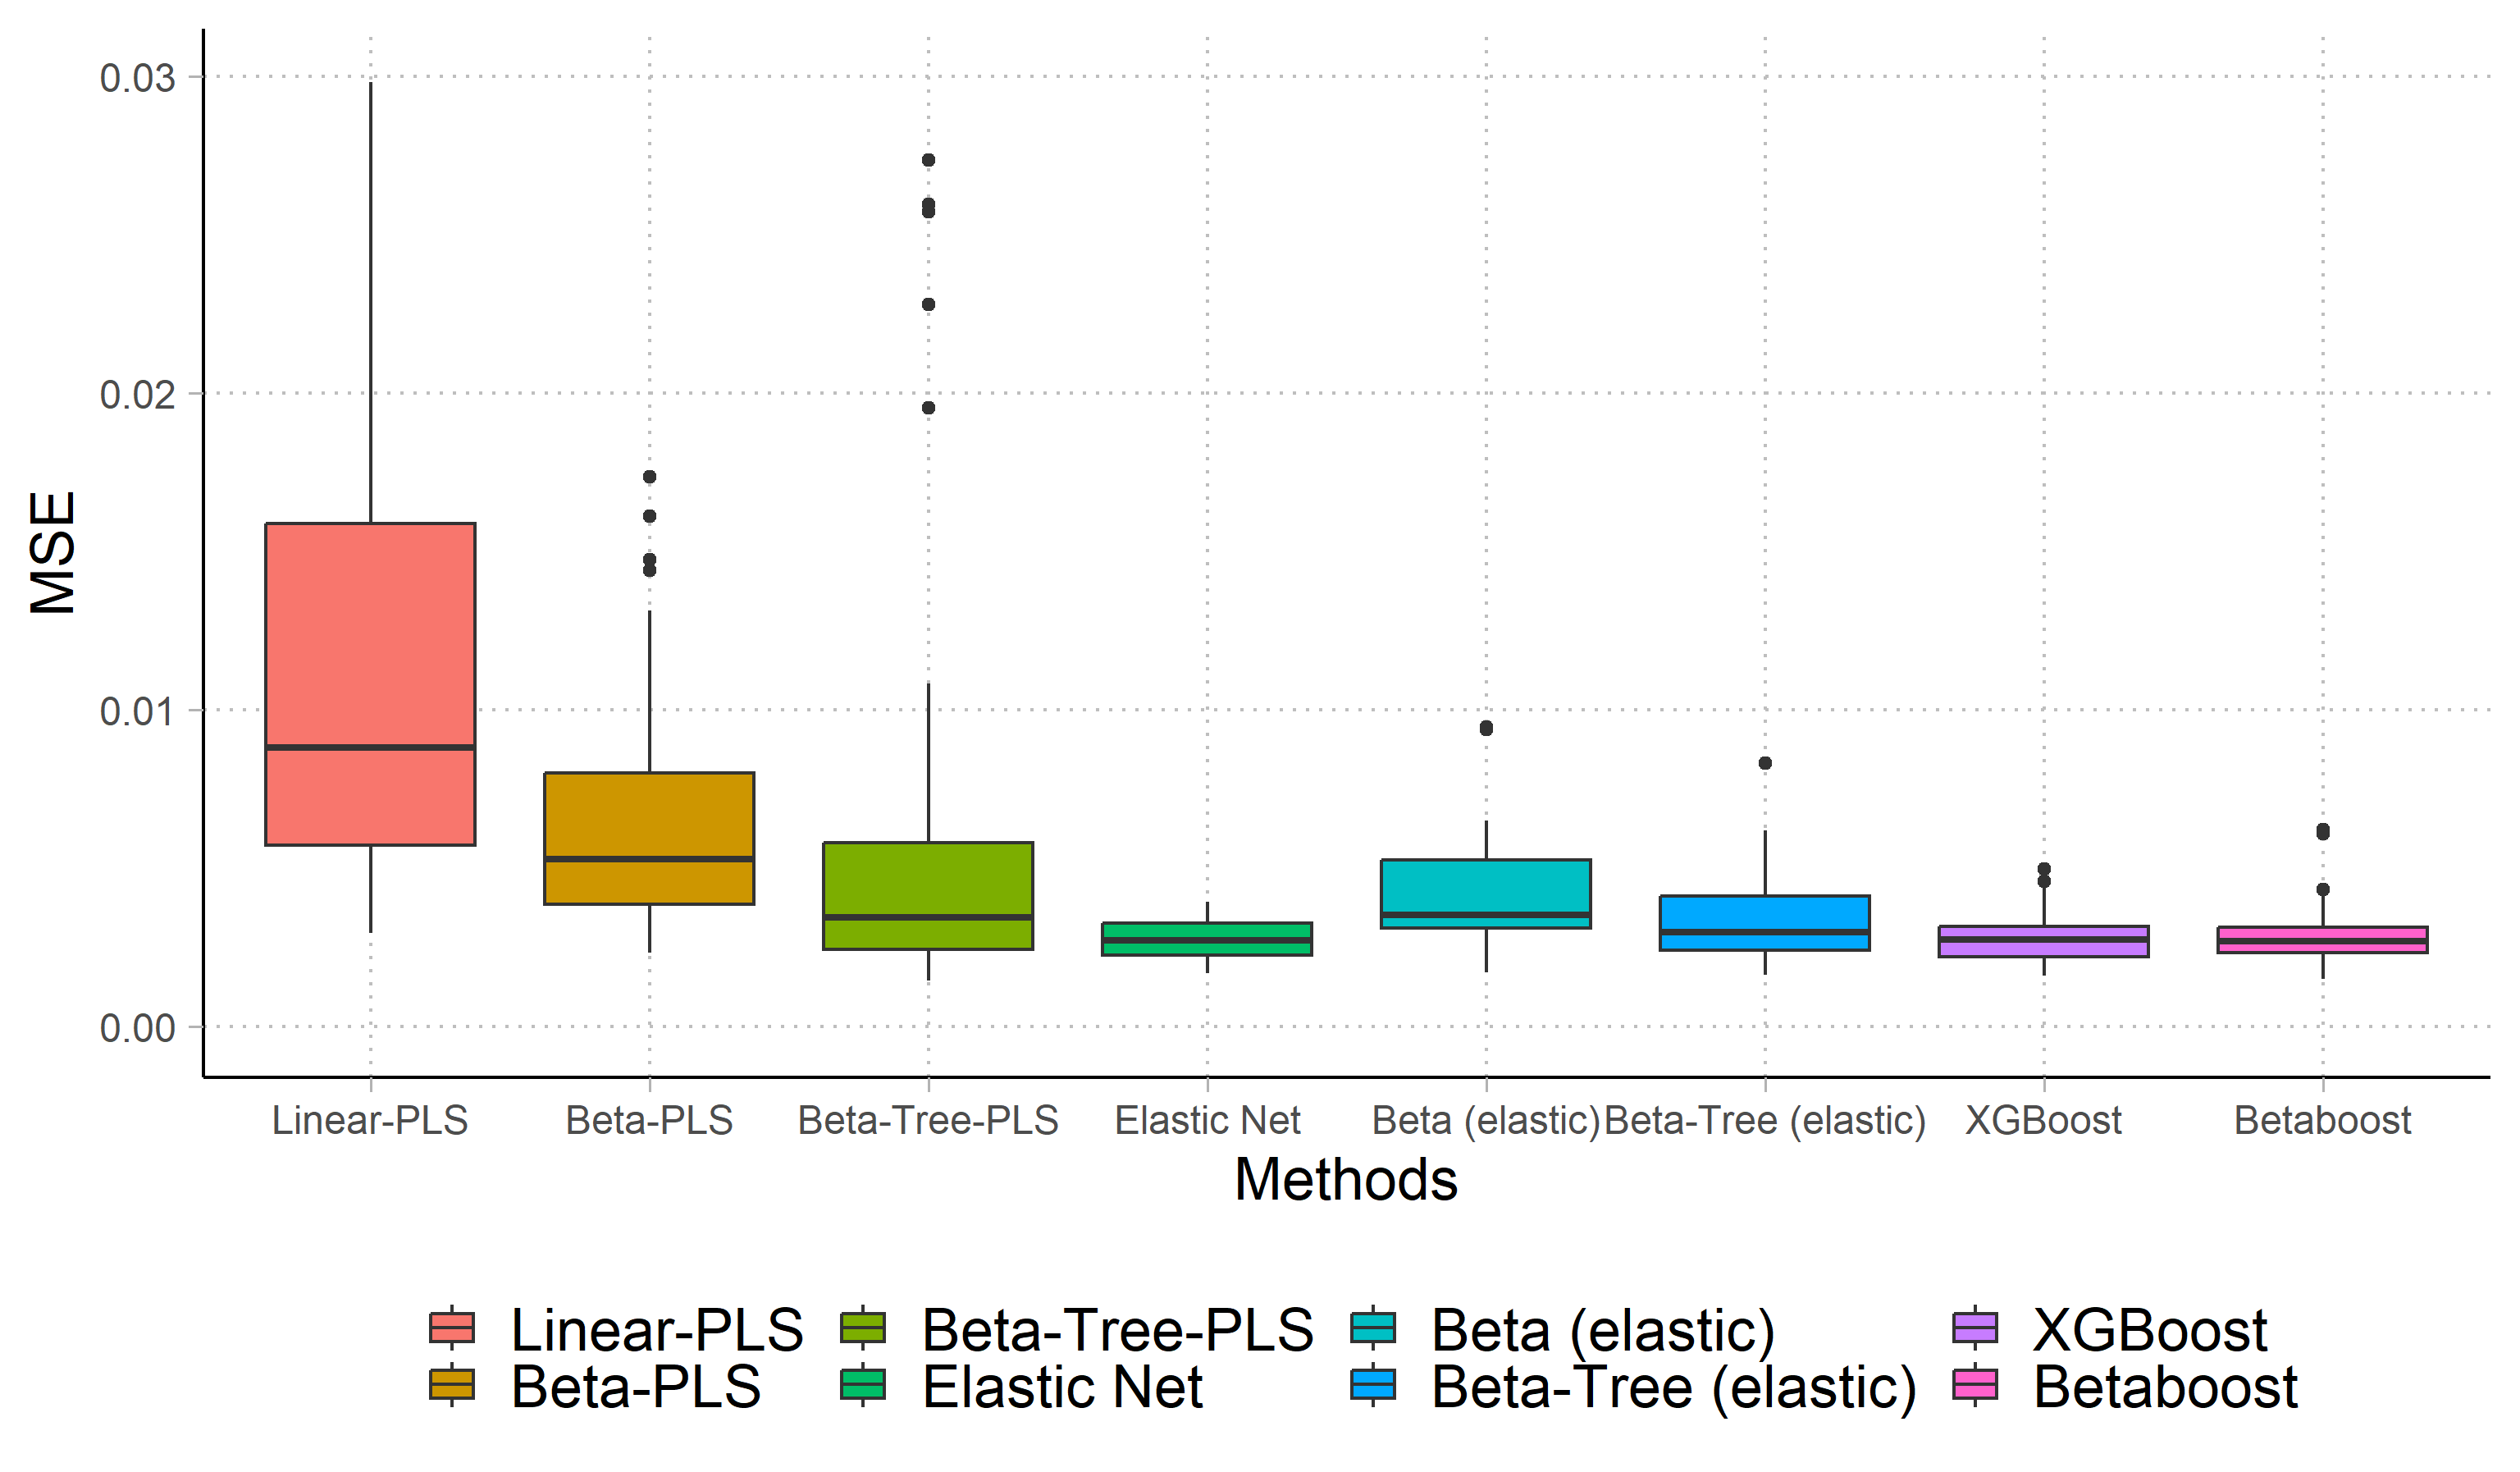 0.03
0.02
0.01
0.00
MSE
Linear-PLS Beta-PLS Beta-Tree-PLS Elastic Net Beta (elastic) Beta-Tree (elastic) XGBoost Betaboost
Methods
Linear-PLS Beta-Tree-PLS Beta (elastic) XGBoost
Beta-PLS Elastic Net Beta-Tree (elastic) Betaboost